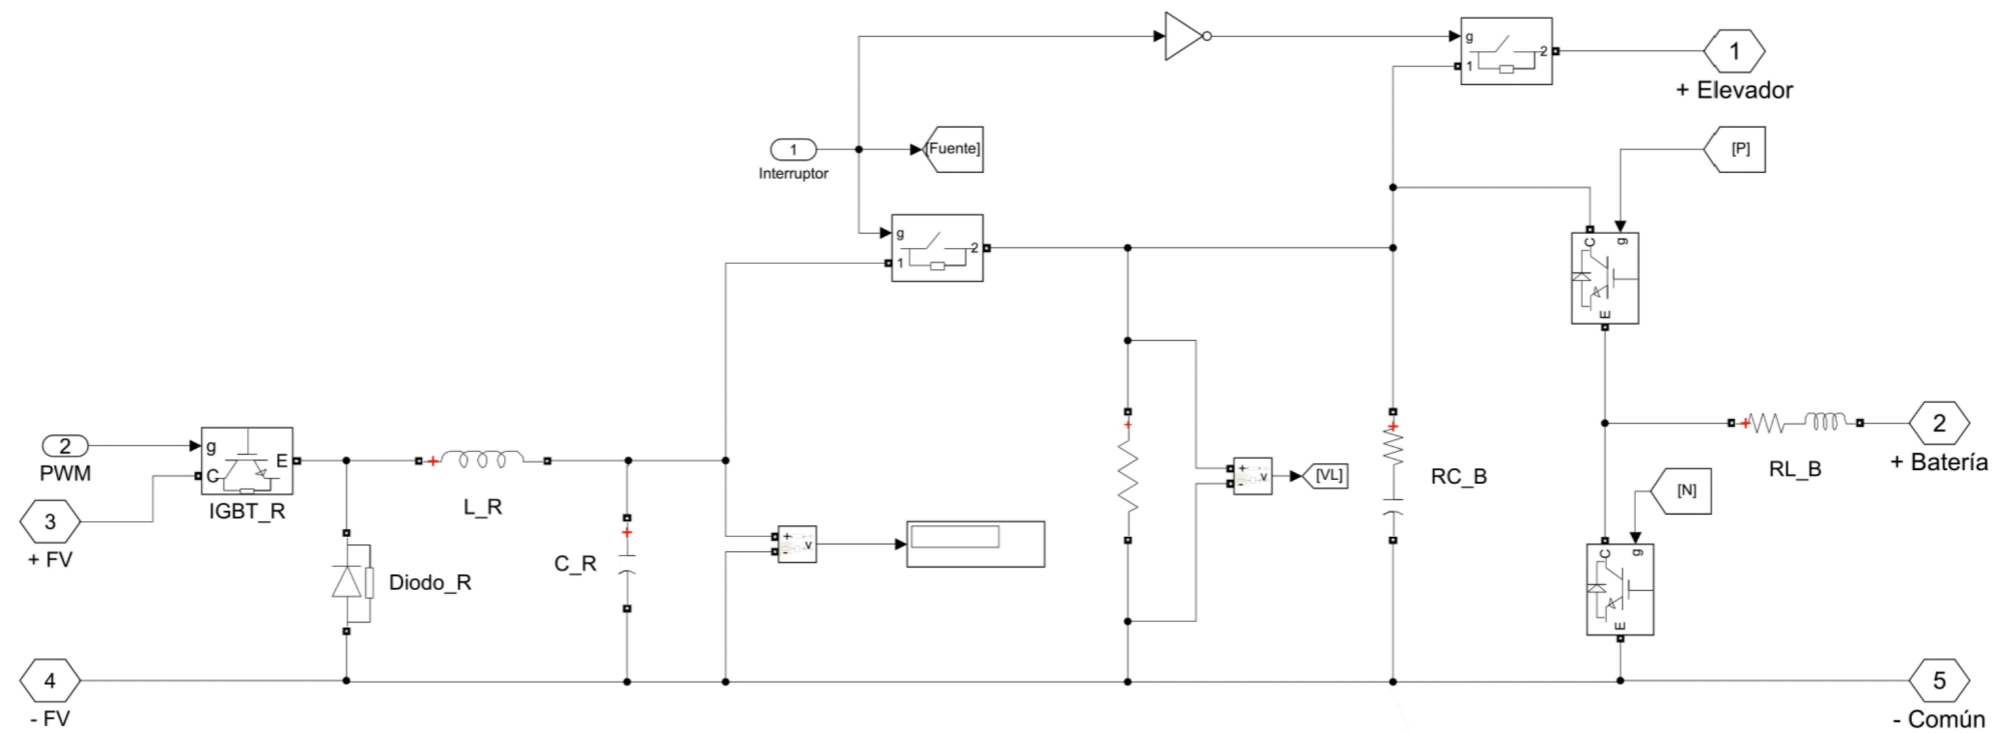 g
1
2
1
+ Elevador
1
Interruptor
[Fuente]
[P]
g
1
2
C
g
E
2
PWM
g
C
E
IGBT_R
3
+ FV
L_R
Diodo_R
C_R
+
-
v
+
-
v
[VL]
RC_B
RL_B
2
+ Batería
[N]
C
g
E
4
- FV
5
- Común